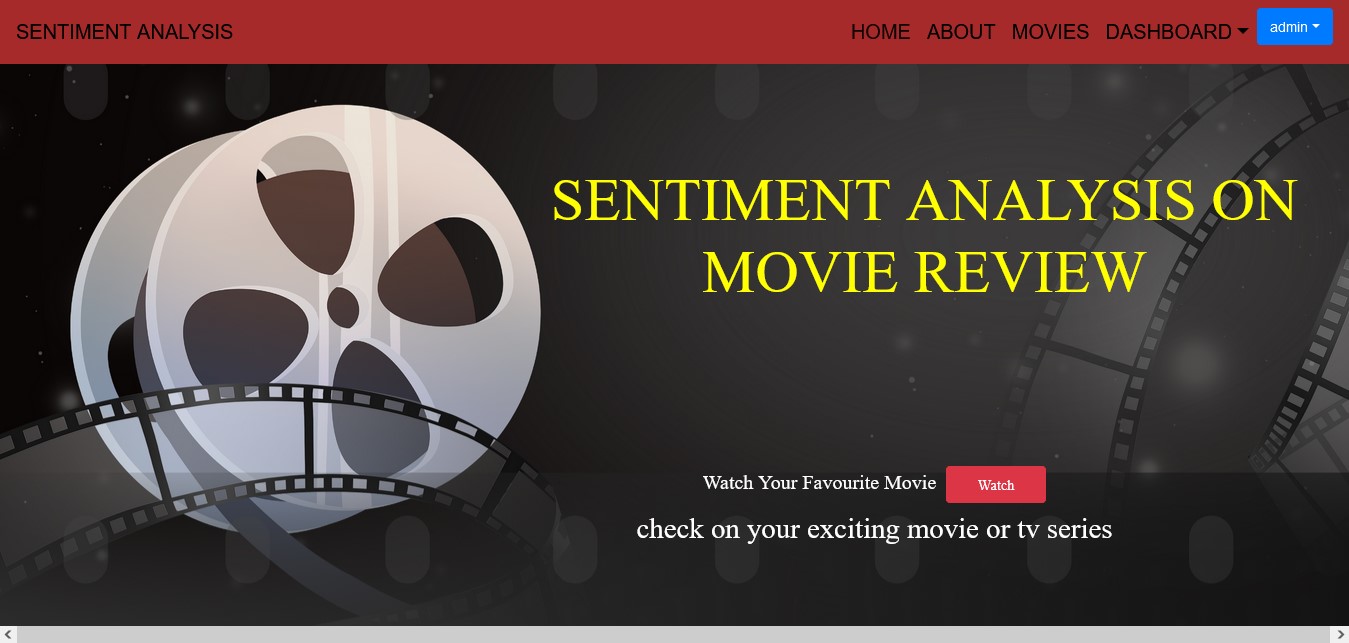 SENTIMENT ANALYSIS HOME ABOUT MOVIES DASHBOARD admin
SENTIMENT ANALYSIS ON
MOVIE REVIEW
Watch Your Favourite Movie Watch
check on your exciting movie or tv series